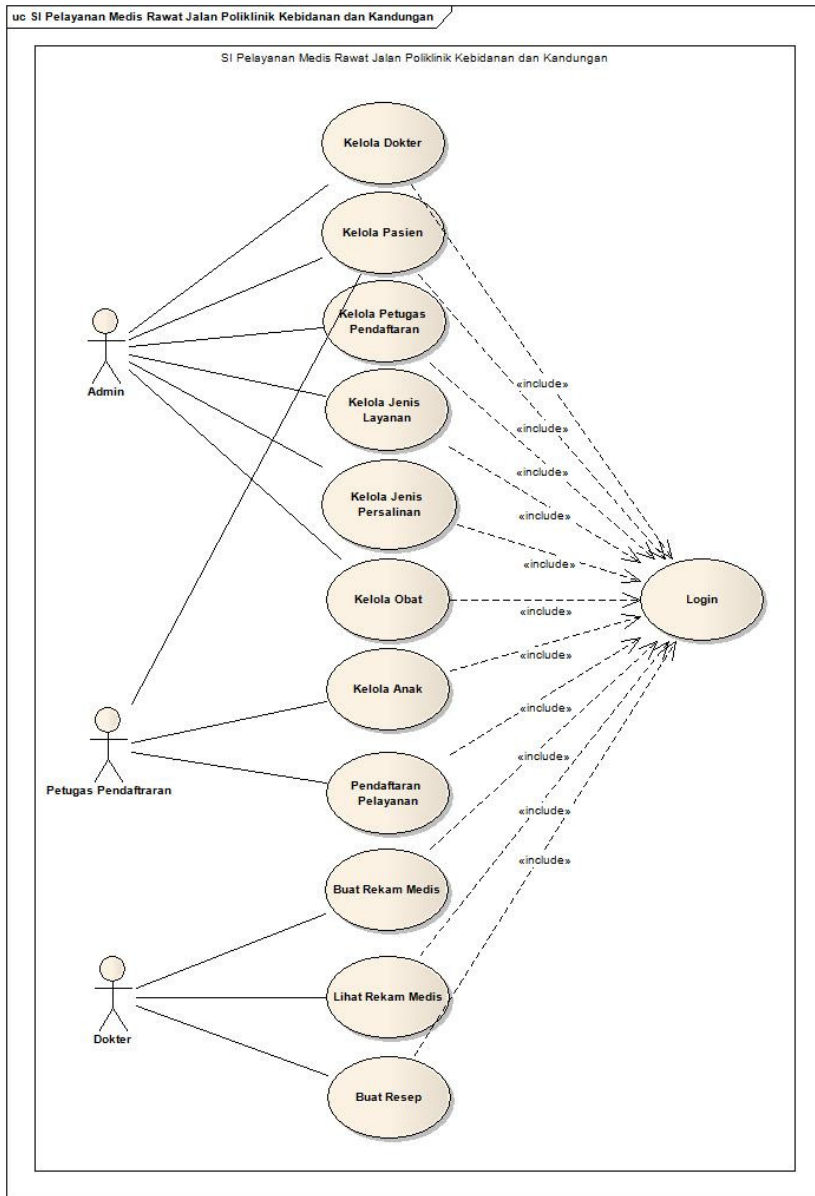 uc SI Pelayanan Medis Rawat Jalan Poliklinik Kebidanan dan Kandungan
SI Pelayanan Medis Rawat Jalan Poliklinik Kebidanan dan Kandungan
Kelola Dokter
Kelola Pasien
Kelola Petugas
Pendaftaran
Admin
Kelola Jenis
Layanan
Kelola Jenis
Persalinan
Kelola Obat
Kelola Anak
Petugas Pendaftraran
Pendaftaran
Pelayanan
Buat Rekam Medis
Dokter
Lihat Rekam Medis
Buat Resep
«include»
«include»
«include»
«include»
«include»
«include»
«include»
«include»
«include»
«include»
«include»
Login